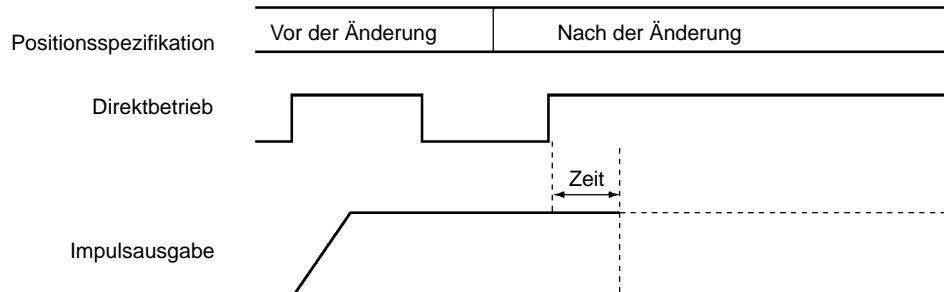 Positionsspezifikation
Vor der Änderung
Nach der Änderung
Direktbetrieb
Zeit
Impulsausgabe